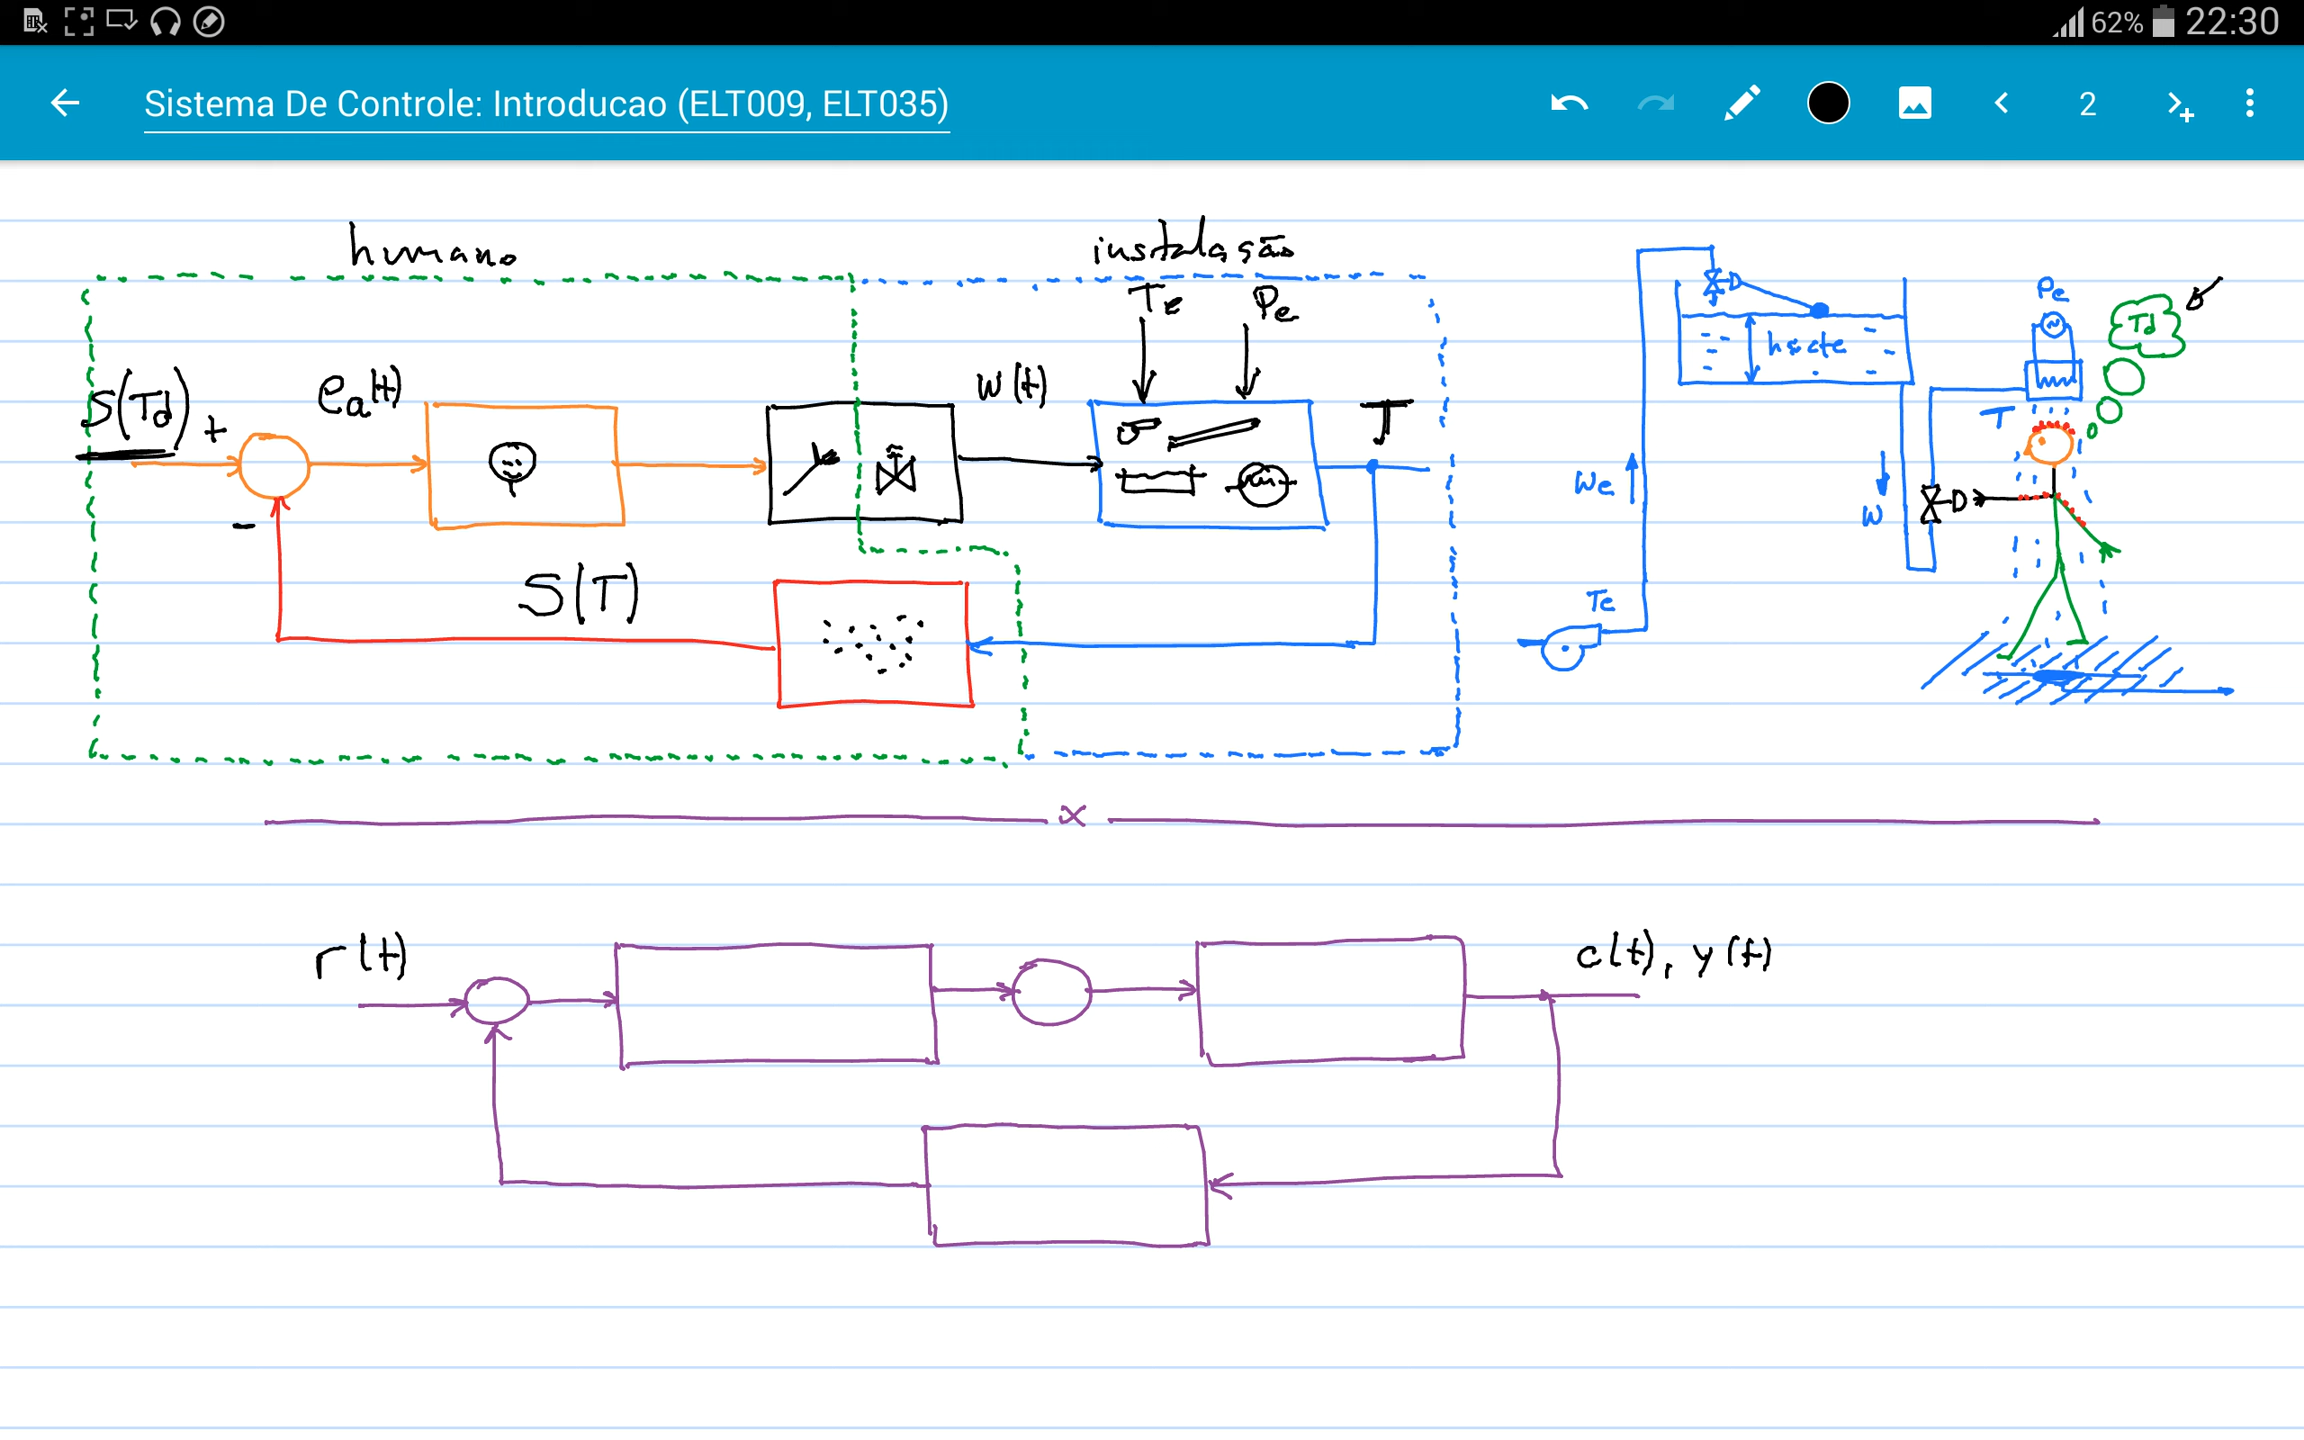 62% 22:30
Sistema De Controle: Introducao (ELT009, ELT035)
2
humano
instalação
Te Pe
S(Td) + ea(t)
w(t)
T
-
S(T)
h=cte
Pe
Td
T
We
W
Te
x
r(t)
c(t), y(t)